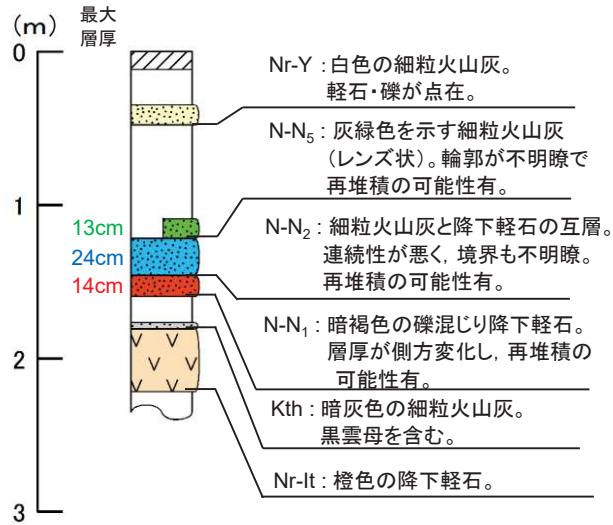 (m)
最大
層厚
0
1
2
3
13cm
24cm
14cm
Nr-Y : 白色の細粒火山灰。
軽石・礫が点在。
N-N5 : 灰緑色を示す細粒火山灰
（レンズ状）。輪郭が不明瞭で
再堆積の可能性有。
N-N2 : 細粒火山灰と降下軽石の互層。
連続性が悪く，境界も不明瞭。
再堆積の可能性有。
N-N1 : 暗褐色の礫混じり降下軽石。
層厚が側方変化し，再堆積の
可能性有。
Kth : 暗灰色の細粒火山灰。
黒雲母を含む。
Nr-It : 橙色の降下軽石。